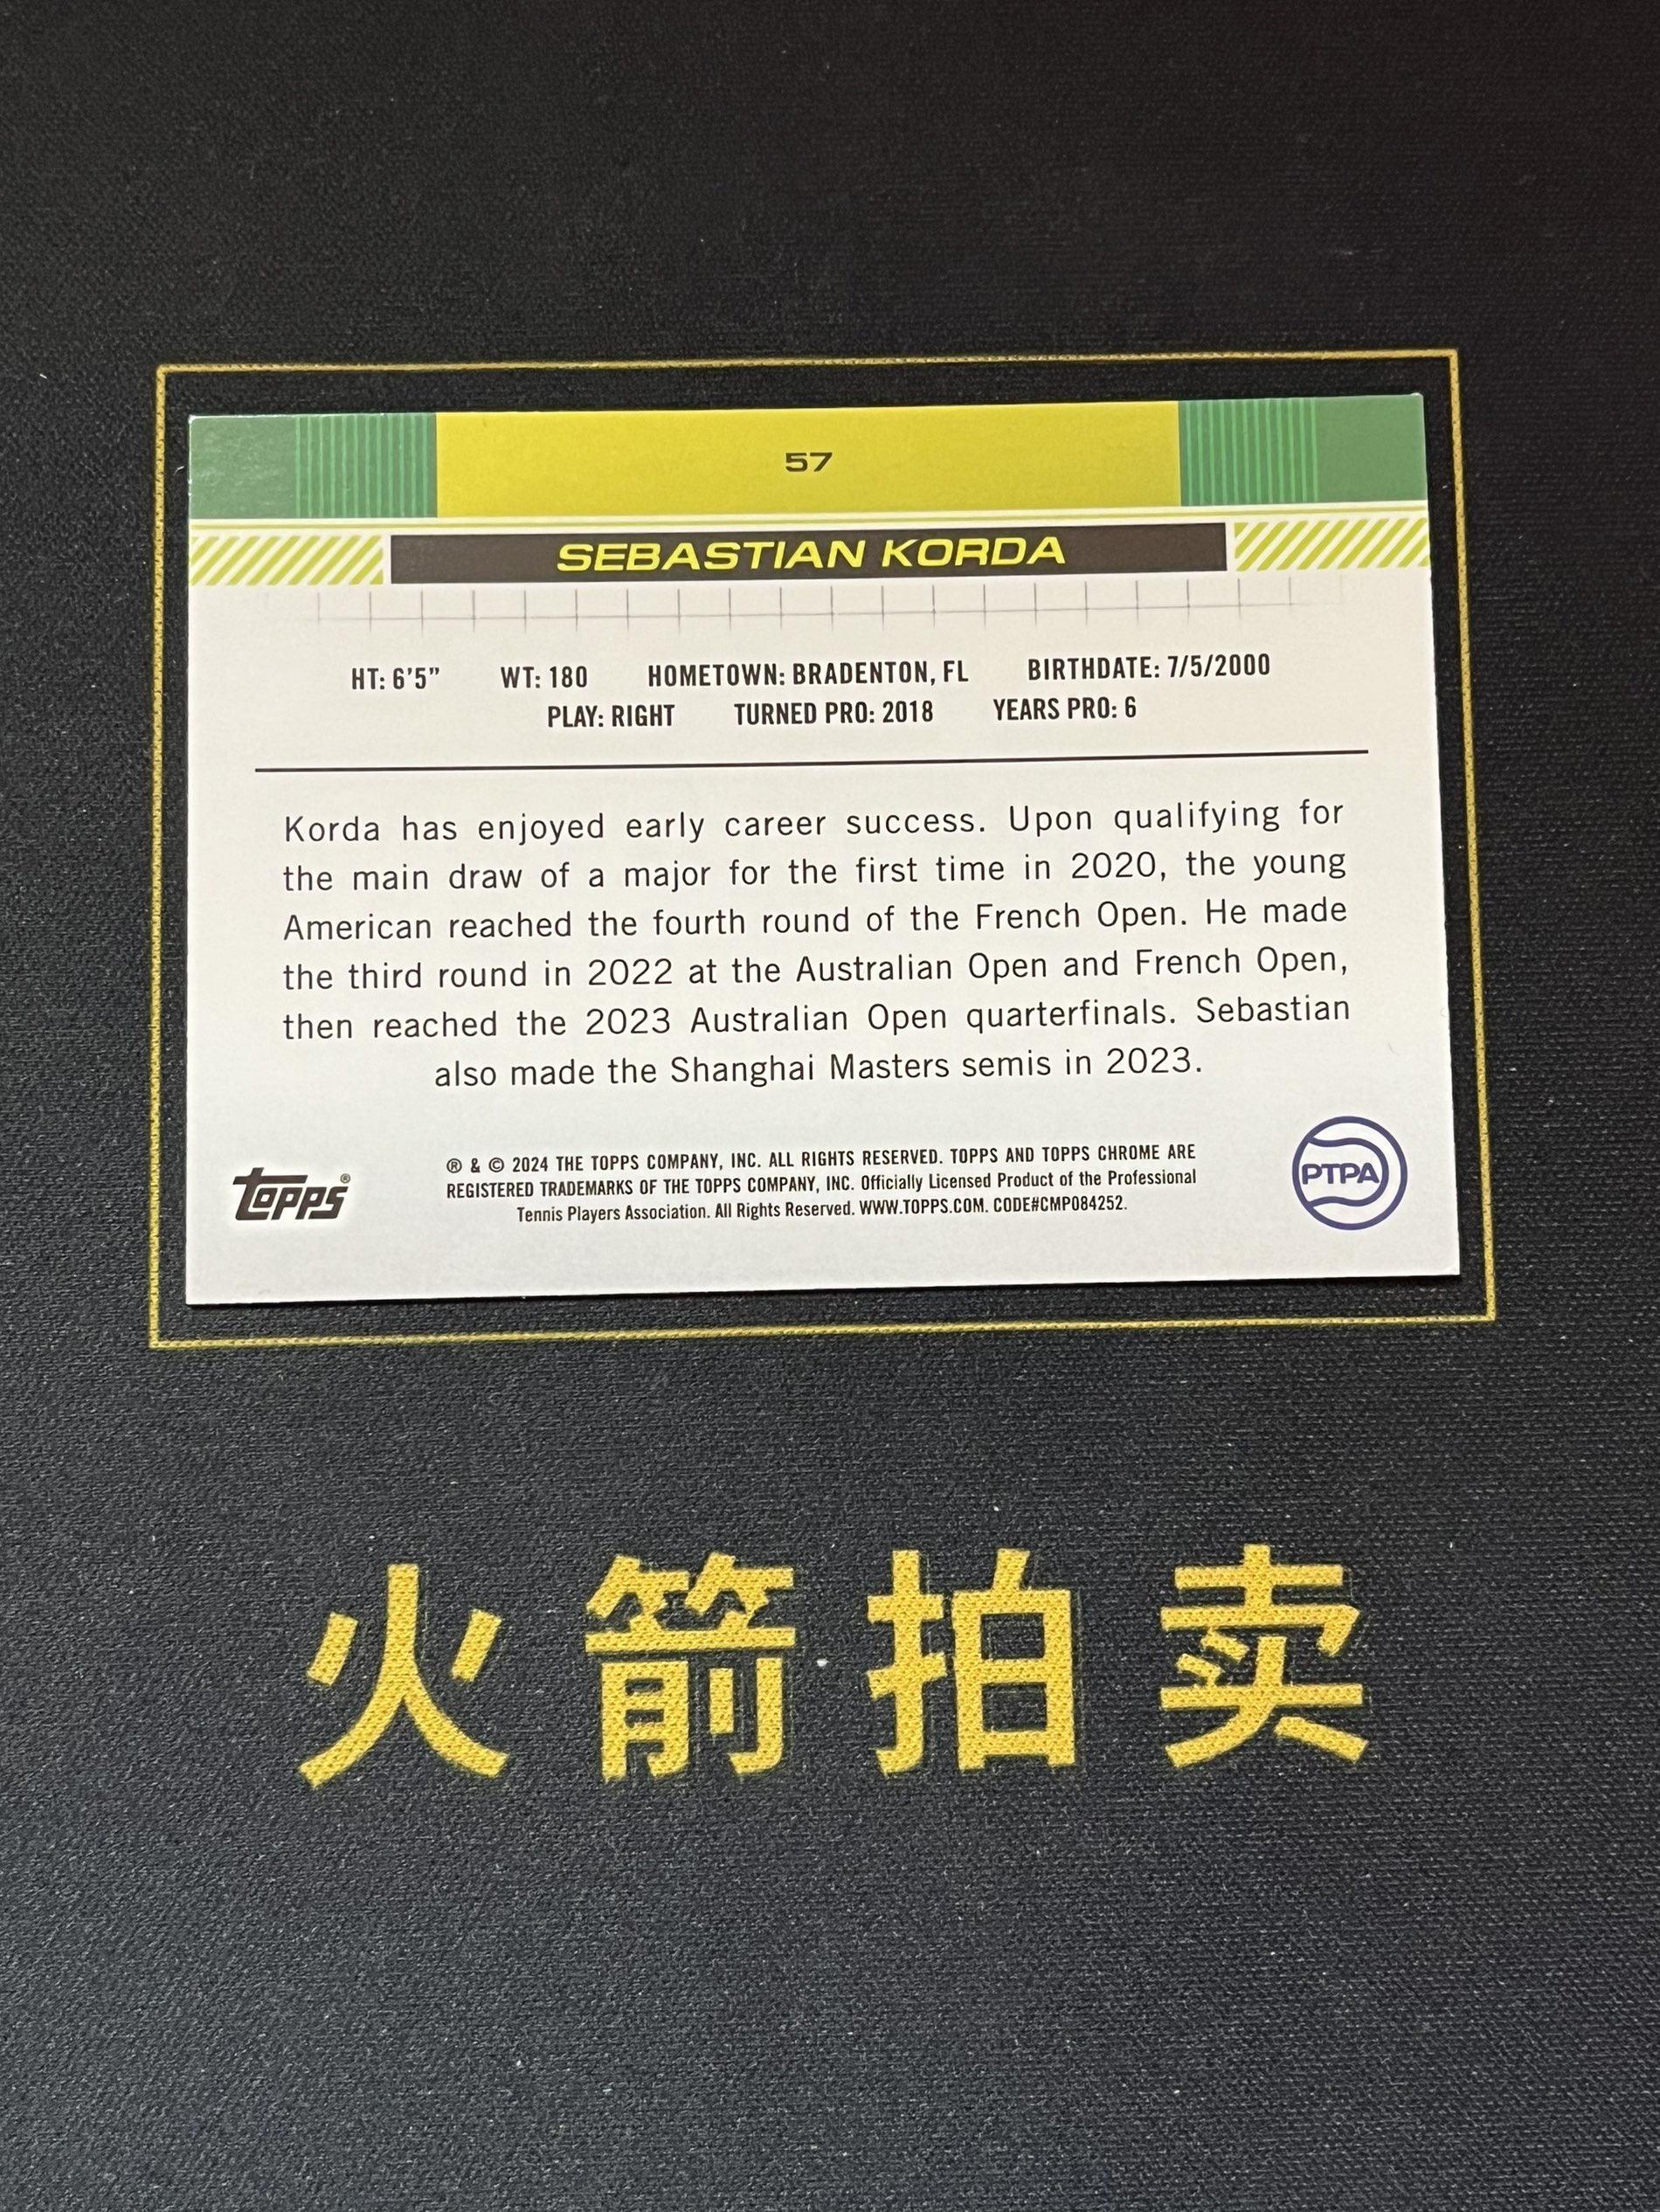 57
SEBASTIAN KORDA
HT: 6'5” WT: 180 HOMETOWN: BRADENTON, FL BIRTHDATE: 7/5/2000
PLAY: RIGHT TURNED PRO: 2018 YEARS PRO: 6
Korda has enjoyed early career success. Upon qualifying for
the main draw of a major for the first time in 2020, the young
American reached the fourth round of the French Open. He made
the third round in 2022 at the Australian Open and French Open,
then reached the 2023 Australian Open quarterfinals. Sebastian
also made the Shanghai Masters semis in 2023.
topps®
® & © 2024 THE TOPPS COMPANY, INC. ALL RIGHTS RESERVED. TOPPS AND TOPPS CHROME ARE
REGISTERED TRADEMARKS OF THE TOPPS COMPANY, INC. Officially Licensed Product of the Professional
Tennis Players Association. All Rights Reserved. WWW.TOPPS.COM. CODE#CMP084252.
PTPA
火箭拍卖